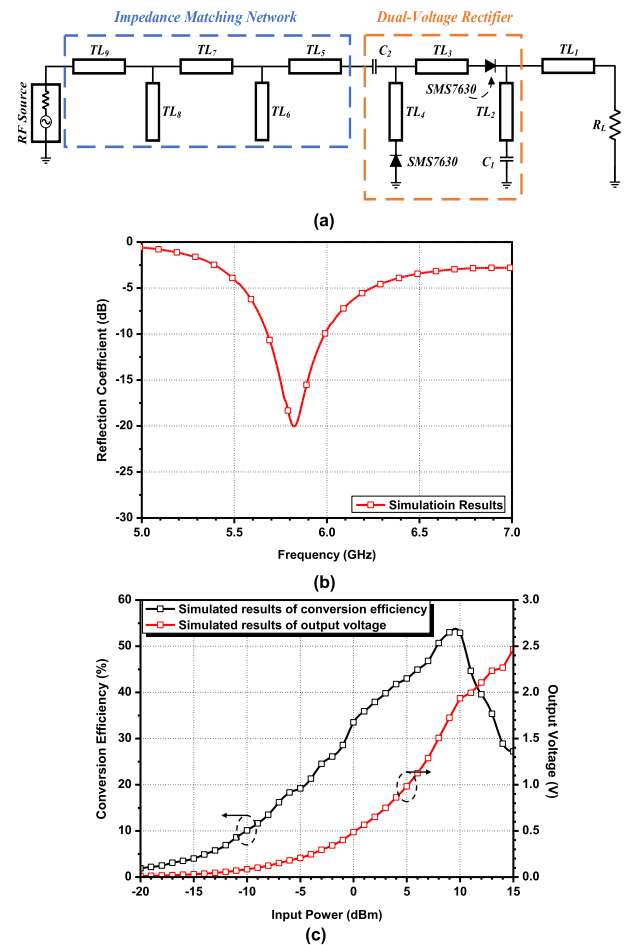 Impedance Matching Network
Dual-Voltage Rectifier
TL9
TL7
TL5
C2
TL3
TL1
RF Source
TL8
TL6
TL4
SMS7630
TL2
RL
SMS7630
C1
(a)
Reflection Coefficient (dB)
0
-5
-10
-15
-20
-25
-30
Simulatioin Results
5.0 5.5 6.0 6.5 7.0
Frequency (GHz)
(b)
Conversion Efficiency (%)
60
50
40
30
20
10
0
Simulated results of conversion efficiency
Simulated results of output voltage
3.0
2.5
2.0
1.5
1.0
0.5
0.0
Output Voltage (V)
-20 -15 -10 -5 0 5 10 15
Input Power (dBm)
(c)